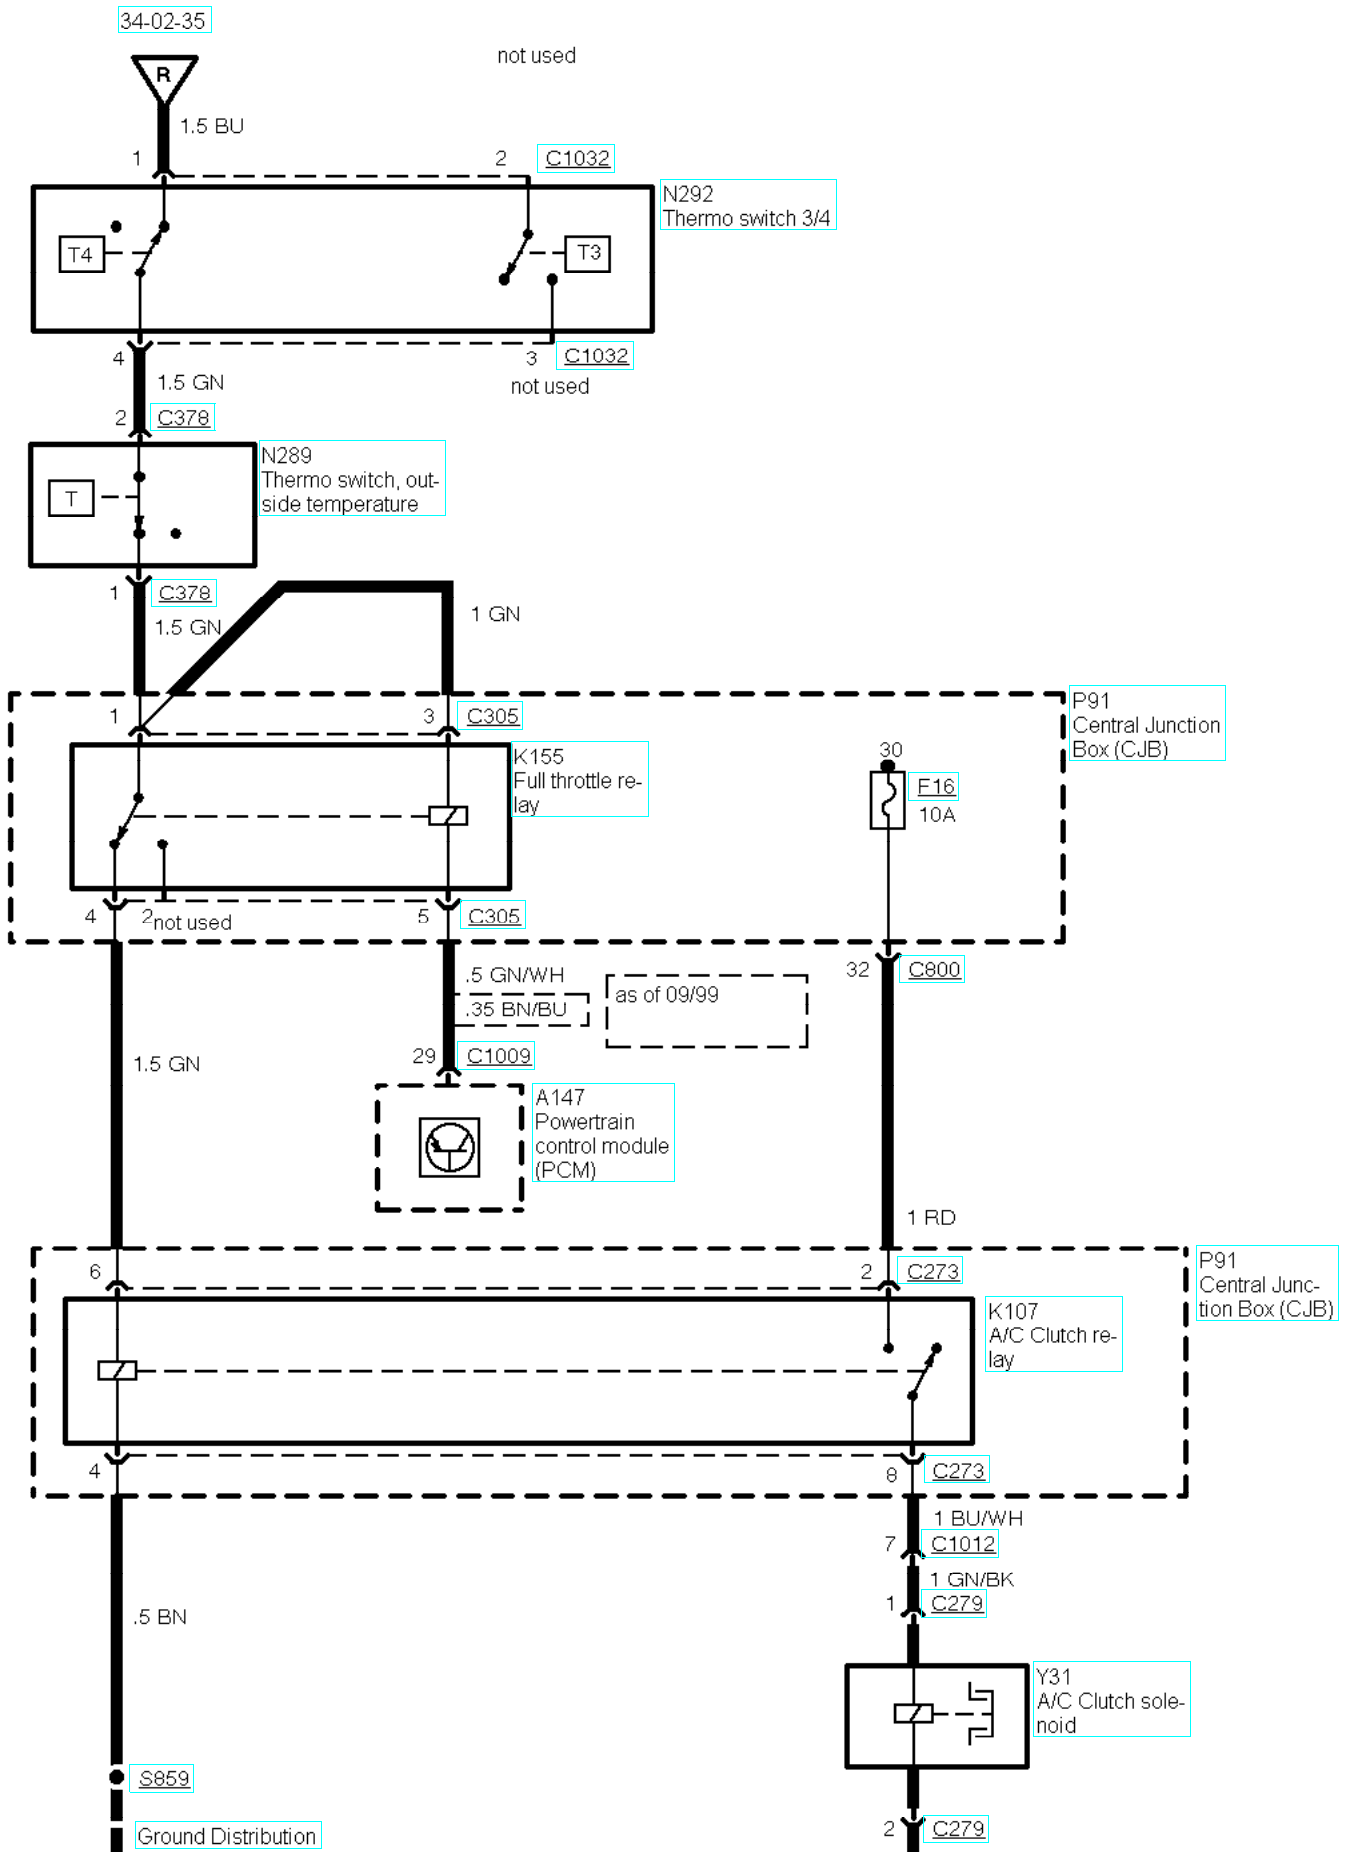 34-02-35
not used
R
1.5 BU
1
2
C1032
N292
Thermo switch 3/4
T4
T3
4
3
C1032
1.5 GN
not used
2
C378
N289
Thermo switch, out-
side temperature
T
1
C378
1.5 GN
1 GN
P91
Central Junction
Box (CJB)
1
3
C305
K155
Full throttle re-
lay
30
F16
10A
4
2
not used
5
C305
32
C800
.5 GN/WH
.35 BN/BU
as of 09/99
29
C1009
1.5 GN
A147
Powertrain
control module
(PCM)
1 RD
P91
Central Junc-
tion Box (CJB)
6
2
C273
K107
A/C Clutch re-
lay
4
8
C273
1 BU/WH
7
C1012
1 GN/BK
1
C279
.5 BN
Y31
A/C Clutch sole-
noid
S859
2
C279
Ground Distribution